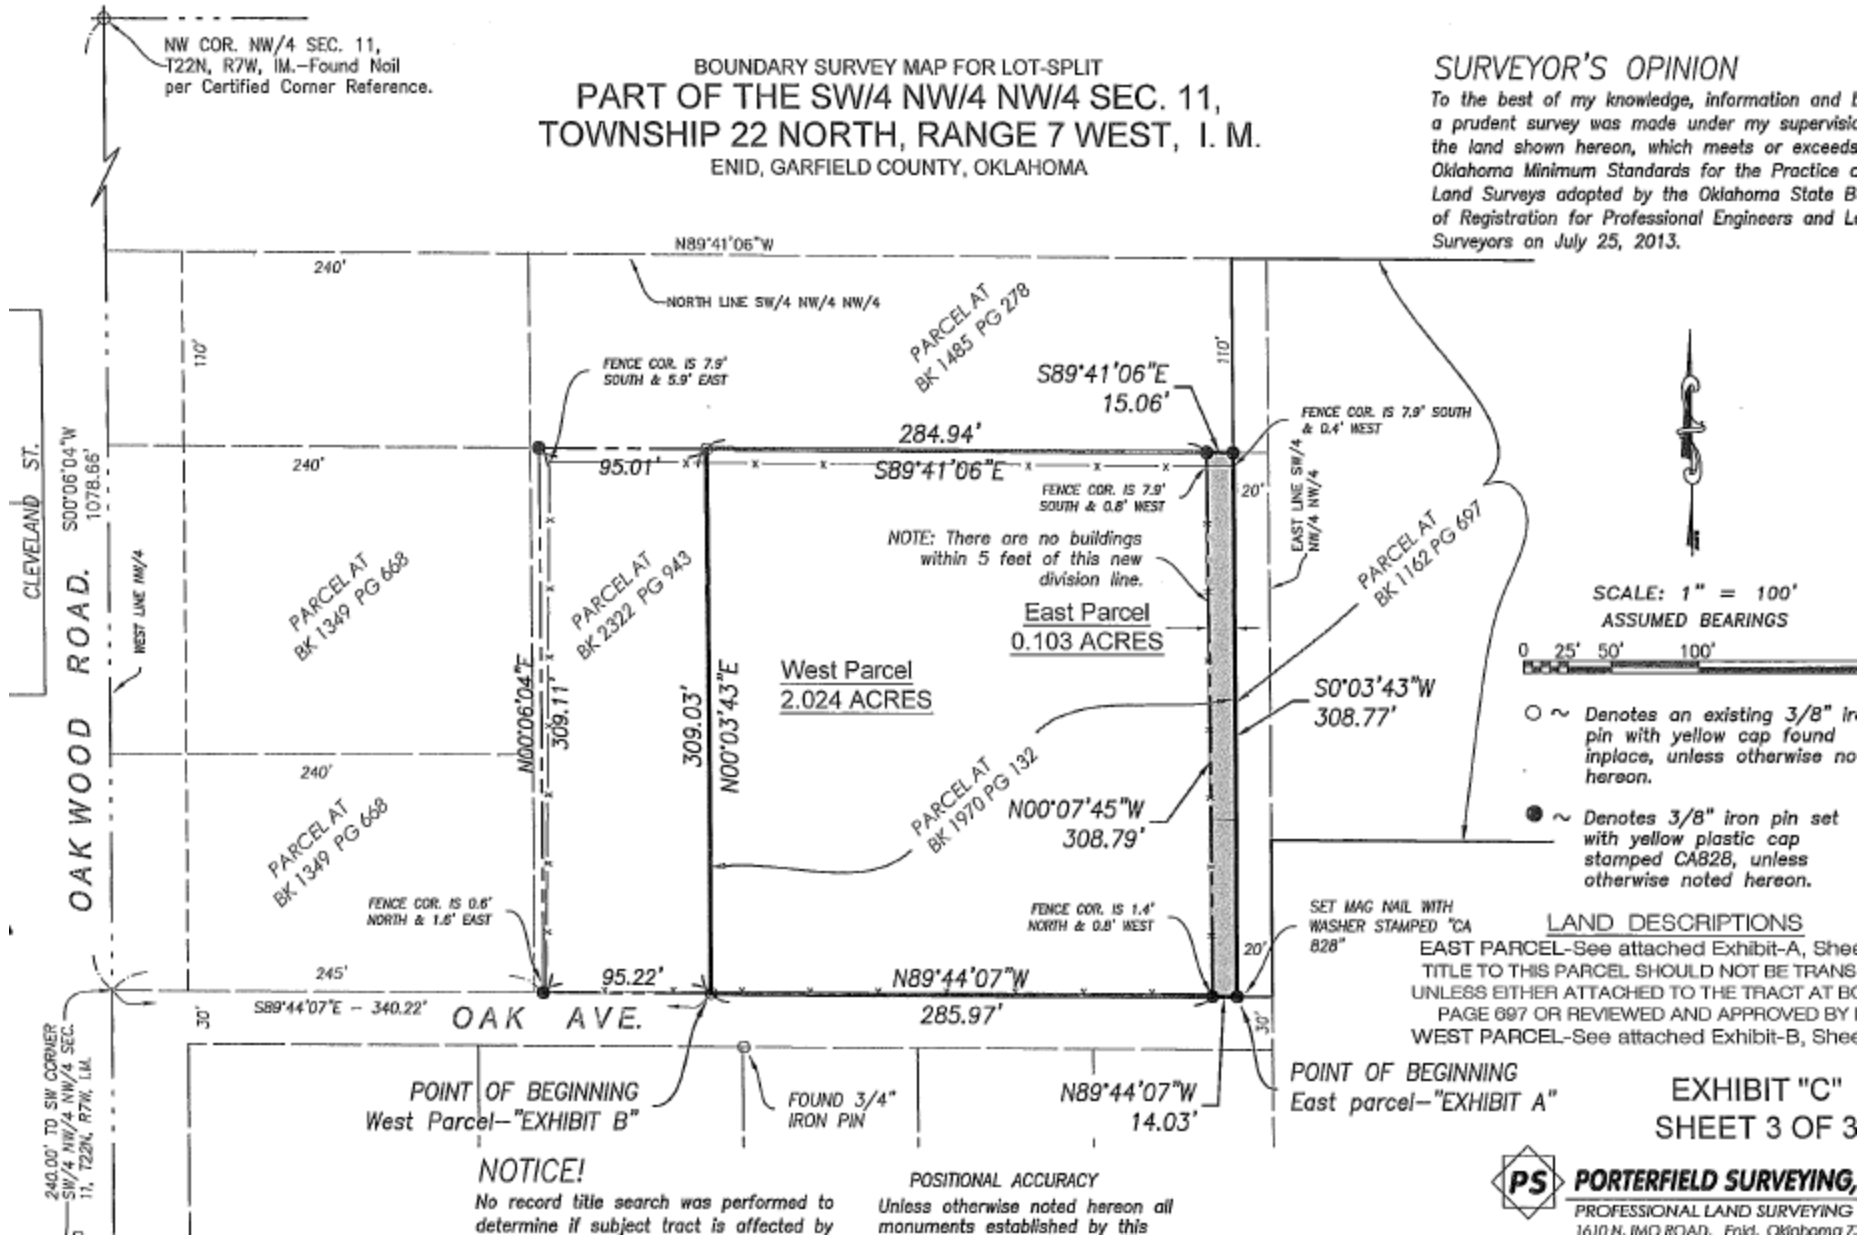 NW COR. NW/4 SEC. 11,
T22N, R7W, IM.-Found Nail
per Certified Corner Reference.
BOUNDARY SURVEY MAP FOR LOT-SPLIT
PART OF THE SW/4 NW/4 NW/4 SEC. 11,
TOWNSHIP 22 NORTH, RANGE 7 WEST, I. M.
ENID, GARFIELD COUNTY, OKLAHOMA
SURVEYOR'S OPINION
To the best of my knowledge, information and
a prudent survey was made under my
the land shown hereon, which meets or exceeds
Oklahoma Minimum Standards for the Practice
Land Surveys adopted by the Oklahoma State
of Registration for Professional Engineers and
Surveyors on July 25, 2013.
N89°41'06"W
240'
NORTH LINE SW/4 NW/4 NW/4
110'
PARCEL AT
BK 1485 PG 278
110'
FENCE COR. IS 7.9'
SOUTH & 5.9' EAST
S89°41'06"E
15.06'
FENCE COR. IS 7.9' SOUTH
& 0.4' WEST
284.94'
S89°41'06"E
95.01'
240'
CLEVELAND ST.
OAKWOOD ROAD.
S00°06'04"W
1078.66'
WEST LINE NW/4
FENCE COR. IS 7.9'
SOUTH & 0.8' WEST
20'
EAST LINE SW/4
NW/4 NW/4
NOTE: There are no buildings
within 5 feet of this new
division line.
PARCEL AT
BK 1349 PG 668
PARCEL AT
BK 2322 PG 943
PARCEL AT
BK 1162 PG 697
East Parcel
0.103 ACRES
West Parcel
2.024 ACRES
SCALE: 1" = 100'
ASSUMED BEARINGS
0 25' 50' 100'
N00°06'04"E
309.11'
309.03'
N00°03'43"E
S0°03'43"W
308.77'
~ Denotes an existing 3/8"
pin with yellow cap found
inplace, unless otherwise
hereon.
240'
PARCEL AT
BK 1349 PG 668
PARCEL AT
BK 1970 PG 132
N00°07'45"W
308.79'
~ Denotes 3/8" iron pin set
with yellow plastic cap
stamped CA828, unless
otherwise noted hereon.
FENCE COR. IS 0.6'
NORTH & 1.6' EAST
FENCE COR. IS 1.4'
NORTH & 0.8' WEST
SET MAG NAIL WITH
WASHER STAMPED "CA
828"
20'
LAND DESCRIPTIONS
EAST PARCEL-See attached Exhibit-A,
TITLE TO THIS PARCEL SHOULD NOT BE
UNLESS EITHER ATTACHED TO THE TRACT AT
PAGE 697 OR REVIEWED AND APPROVED BY
WEST PARCEL-See attached Exhibit-B,
245'
95.22'
N89°44'07"W
285.97'
S89°44'07"E - 340.22'
OAK AVE.
30'
30'
240.00' TO SW CORNER
SW/4 NW/4 NW/4 SEC.
11, T22N, R7W, I.M.
POINT OF BEGINNING
West Parcel-"EXHIBIT B"
FOUND 3/4"
IRON PIN
N89°44'07"W
14.03'
POINT OF BEGINNING
East parcel-"EXHIBIT A"
EXHIBIT "C"
SHEET 3 OF 3
NOTICE!
No record title search was performed to
determine if subject tract is affected by
POSITIONAL ACCURACY
Unless otherwise noted hereon all
monuments established by this
PS
PORTERFIELD SURVEYING,
PROFESSIONAL LAND SURVEYING
1610 N. IMO ROAD, Enid, Oklahoma